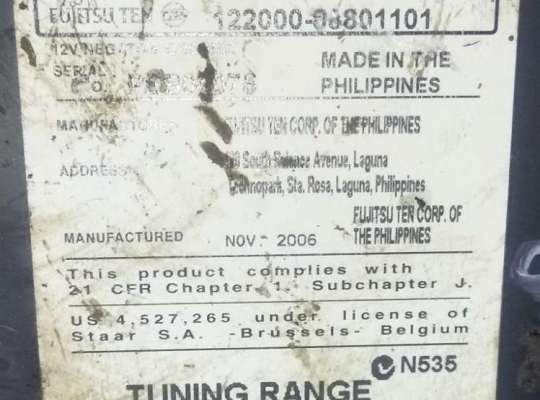 FUJITSU TEN 122000-08801101
12V NEG
SERIAL NO. MADE IN THE
PHILIPPINES
MANUFACTURER FUJITSU TEN CORP. OF THE PHILIPPINES
ADDRESS South Science Avenue, Laguna
Technopark, Sta. Rosa, Laguna, Philippines
FUJITSU TEN CORP. OF
THE PHILIPPINES
MANUFACTURED NOV. 2006
This product complies with
21 CFR Chapter 1. Subchapter J.
US 4,527,265 under license of
Staar S.A. -Brussels- Belgium
N535
TUNING RANGE